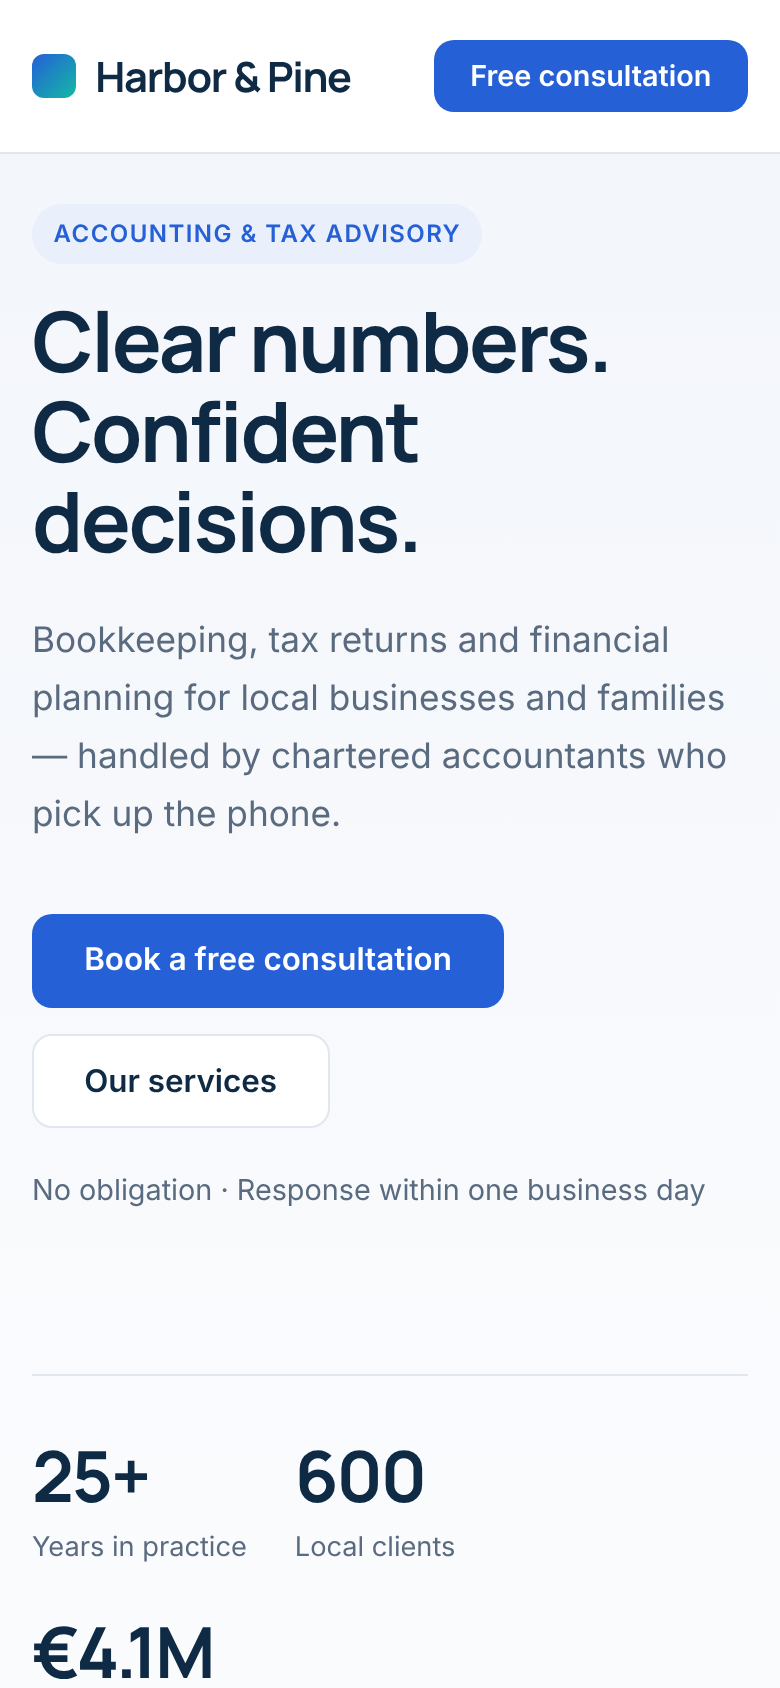 Harbor & Pine
Free consultation
ACCOUNTING & TAX ADVISORY
Clear numbers.
Confident
decisions.
Bookkeeping, tax returns and financial
planning for local businesses and families
— handled by chartered accountants who
pick up the phone.
Book a free consultation
Our services
No obligation · Response within one business day
25+
600
Years in practice
Local clients
€4.1M